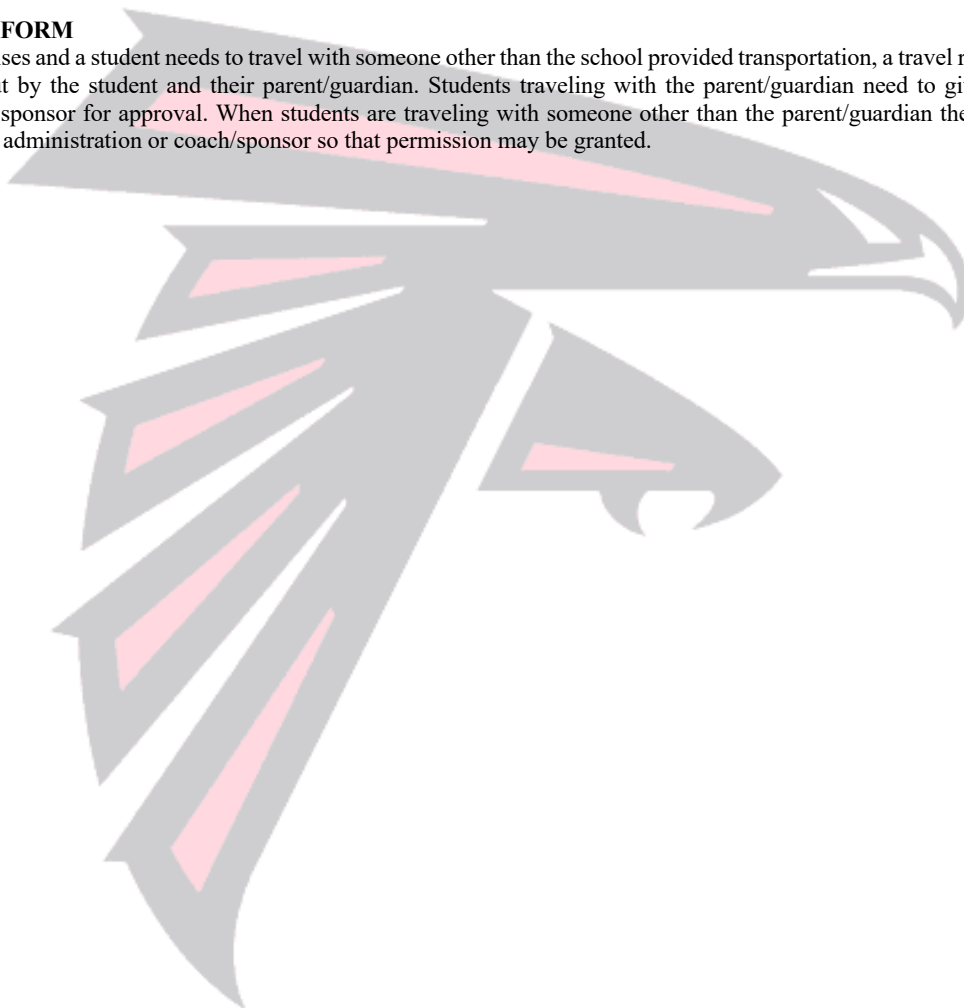 FORM
ses and a student needs to travel with someone other than the school provided transportation, a travel r
t by the student and their parent/guardian. Students traveling with the parent/guardian need to gi
sponsor for approval. When students are traveling with someone other than the parent/guardian the
administration or coach/sponsor so that permission may be granted.